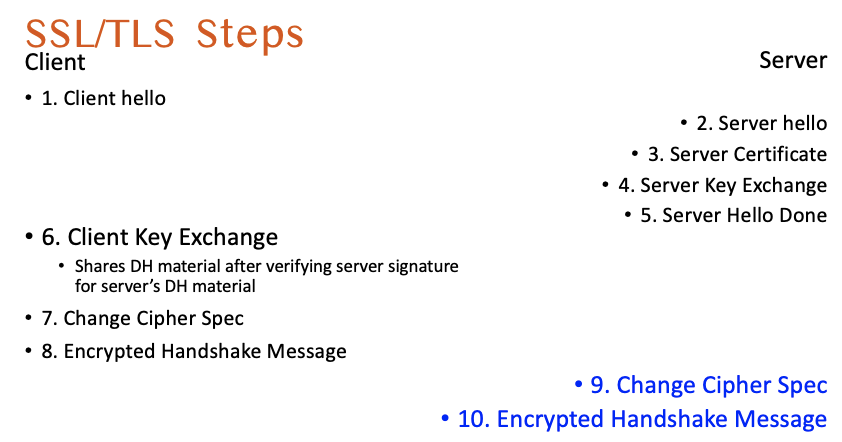 SSL/TLS Steps
Client
Server
• 1. Client hello
• 2. Server hello
• 3. Server Certificate
• 4. Server Key Exchange
• 5. Server Hello Done
• 6. Client Key Exchange
• Shares DH material after verifying server signature
for server's DH material
• 7. Change Cipher Spec
• 8. Encrypted Handshake Message
• 9. Change Cipher Spec
• 10. Encrypted Handshake Message